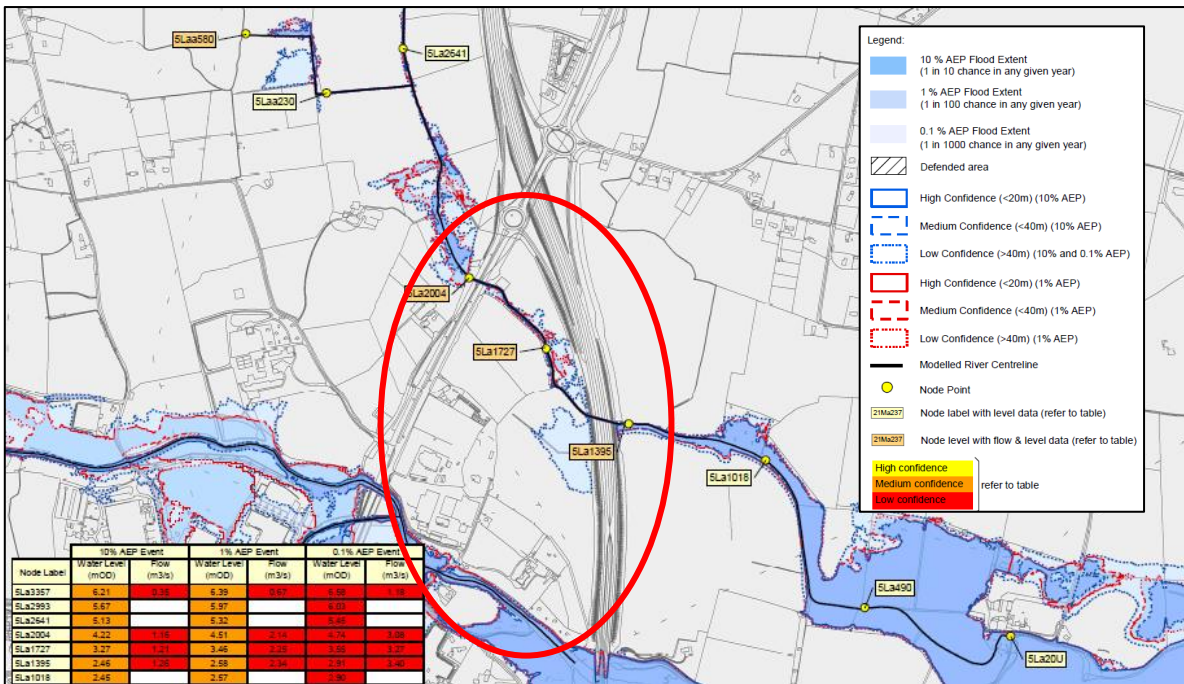 5Laa580
5La2641
5Laa230
5La2004
5La1727
5La1395
5La1018
5La490
5La20U
Legend:
10 % AEP Flood Extent
(1 in 10 chance in any given year)
1 % AEP Flood Extent
(1 in 100 chance in any given year)
0.1 % AEP Flood Extent
(1 in 1000 chance in any given year)
Defended area
High Confidence (<20m) (10% AEP)
Medium Confidence (<40m) (10% AEP)
Low Confidence (>40m) (10% and 0.1% AEP)
High Confidence (<20m) (1% AEP)
Medium Confidence (<40m) (1% AEP)
Low Confidence (>40m) (1% AEP)
Modelled River Centreline
Node Point
21Ma237 Node label with level data (refer to table)
21Ma237 Node level with flow & level data (refer to table)
High confidence
Medium confidence refer to table
Low confidence
10% AEP Event 1% AEP Event 0.1% AEP Event
Node Label Water Level (mOD) Flow (m3/s) Water Level (mOD) Flow (m3/s) Water Level (mOD) Flow (m3/s)
5La3357 6.21 0.35 6.39 0.67 6.58 1.18
5La2993 5.67 5.97 6.03
5La2641 5.13 5.32 5.46
5La2004 4.22 1.16 4.51 2.14 4.74 3.08
5La1727 3.27 1.21 3.46 2.25 3.55 3.27
5La1395 2.46 2.58 2.34 2.91 3.40
5La1018 2.45 2.57 2.90